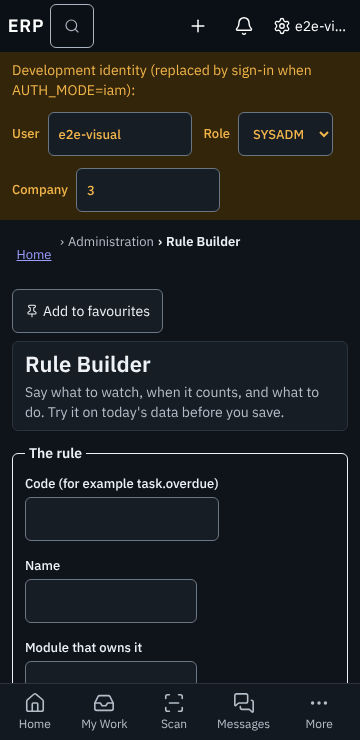 ERP
e2e-vi...
Development identity (replaced by sign-in when
AUTH_MODE=iam):
User e2e-visual Role SYSADM
Company 3
Home › Administration › Rule Builder
Add to favourites
Rule Builder
Say what to watch, when it counts, and what to
do. Try it on today's data before you save.
The rule
Code (for example task.overdue)
Name
Module that owns it
Home My Work Scan Messages More